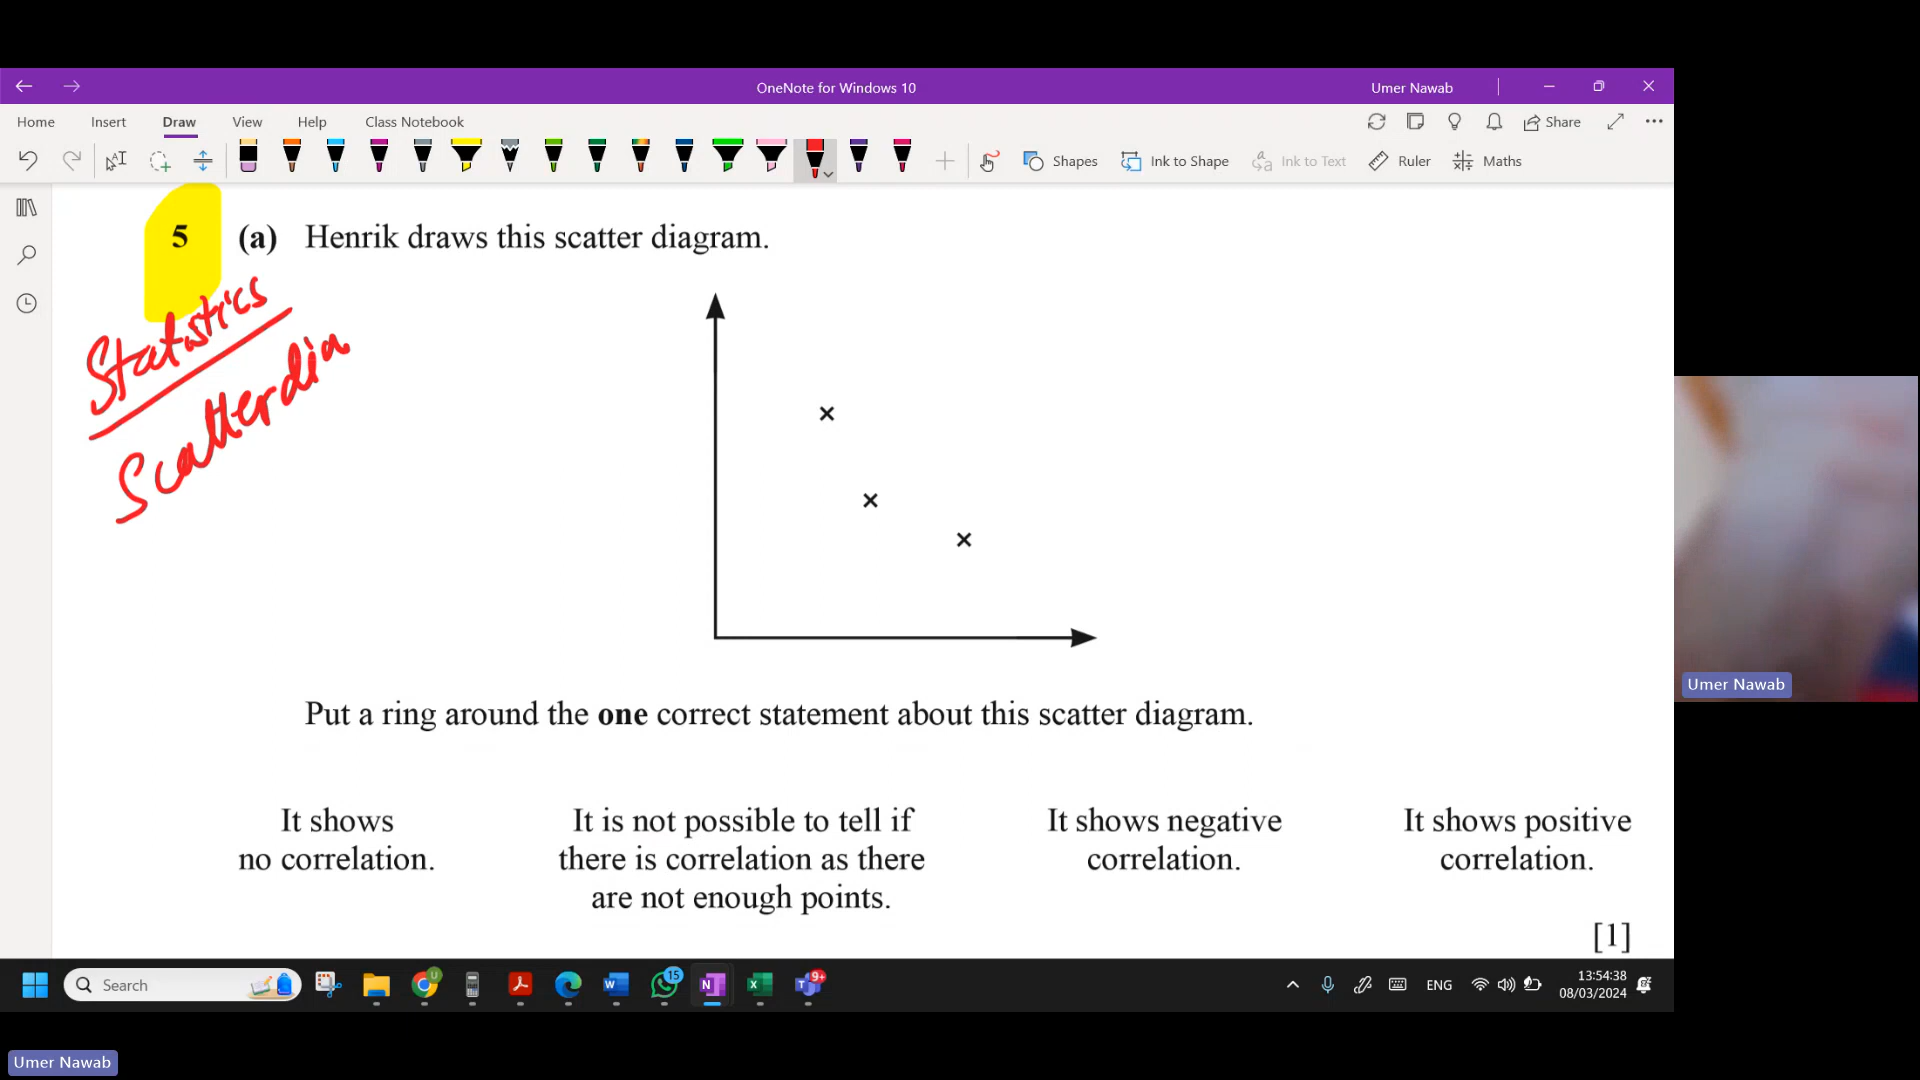 OneNote for Windows 10
Umer Nawab
Home Insert Draw View Help Class Notebook
Share
Shapes Ink to Shape Ink to Text Ruler Maths
5 (a) Henrik draws this scatter diagram.
Statistics
Scatterdia
Put a ring around the one correct statement about this scatter diagram.
It shows
no correlation.
It is not possible to tell if
there is correlation as there
are not enough points.
It shows negative
correlation.
It shows positive
correlation.
[1]
Umer Nawab
Search
U
15
9+
ENG
13:54:38
08/03/2024
Umer Nawab